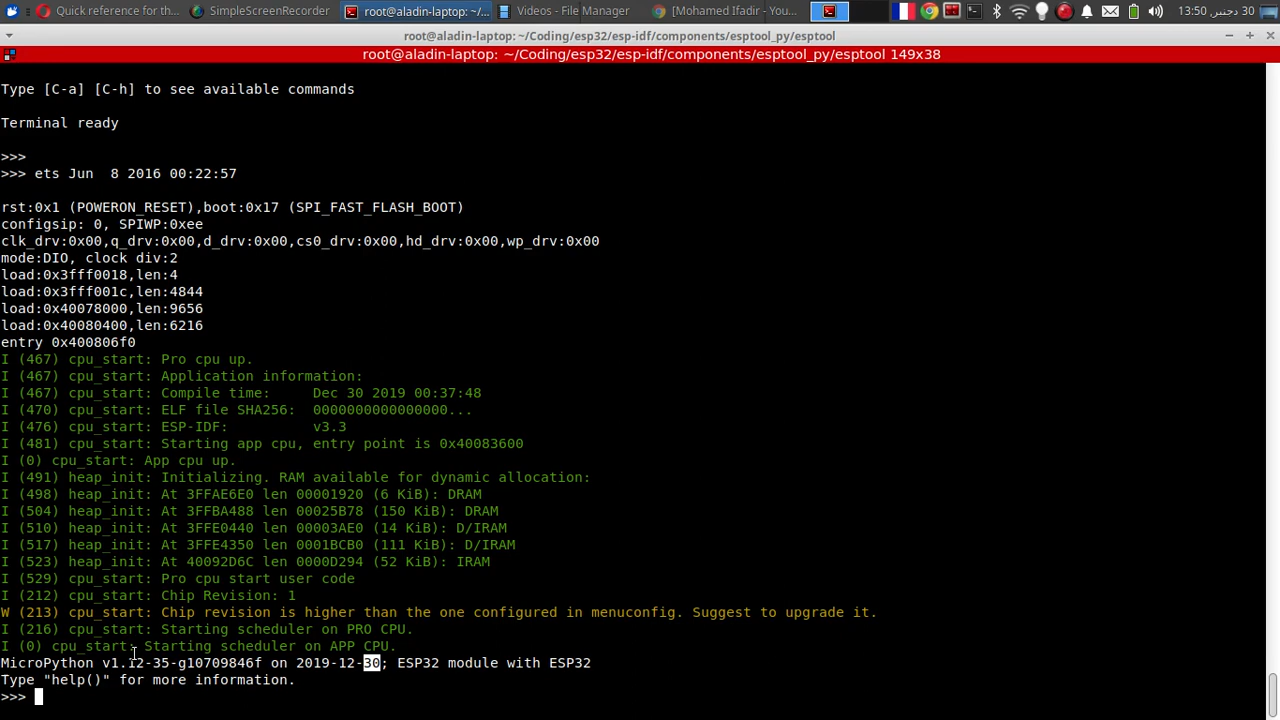 Quick reference for th...
SimpleScreenRecorder
root@aladin-laptop: ~/...
Videos - File Manager
[Mohamed Ifadir - You...
30 دجنبر, 13:50
root@aladin-laptop: ~/Coding/esp32/esp-idf/components/esptool_py/esptool
root@aladin-laptop: ~/Coding/esp32/esp-idf/components/esptool_py/esptool 149x38
Type [C-a] [C-h] to see available commands
Terminal ready
>>>
>>> ets Jun  8 2016 00:22:57
rst:0x1 (POWERON_RESET),boot:0x17 (SPI_FAST_FLASH_BOOT)
configsip: 0, SPIWP:0xee
clk_drv:0x00,q_drv:0x00,d_drv:0x00,cs0_drv:0x00,hd_drv:0x00,wp_drv:0x00
mode:DIO, clock div:2
load:0x3fff0018,len:4
load:0x3fff001c,len:4844
load:0x40078000,len:9656
load:0x40080400,len:6216
entry 0x400806f0
I (467) cpu_start: Pro cpu up.
I (467) cpu_start: Application information:
I (467) cpu_start: Compile time:     Dec 30 2019 00:37:48
I (470) cpu_start: ELF file SHA256:  0000000000000000...
I (476) cpu_start: ESP-IDF:          v3.3
I (481) cpu_start: Starting app cpu, entry point is 0x40083600
I (0) cpu_start: App cpu up.
I (491) heap_init: Initializing. RAM available for dynamic allocation:
I (498) heap_init: At 3FFAE6E0 len 00001920 (6 KiB): DRAM
I (504) heap_init: At 3FFBA488 len 00025B78 (150 KiB): DRAM
I (510) heap_init: At 3FFE0440 len 00003AE0 (14 KiB): D/IRAM
I (517) heap_init: At 3FFE4350 len 0001BCB0 (111 KiB): D/IRAM
I (523) heap_init: At 40092D6C len 0000D294 (52 KiB): IRAM
I (529) cpu_start: Pro cpu start user code
I (212) cpu_start: Chip Revision: 1
W (213) cpu_start: Chip revision is higher than the one configured in menuconfig. Suggest to upgrade it.
I (216) cpu_start: Starting scheduler on PRO CPU.
I (0) cpu_start: Starting scheduler on APP CPU.
MicroPython v1.12-35-g10709846f on 2019-12-30; ESP32 module with ESP32
Type "help()" for more information.
>>>